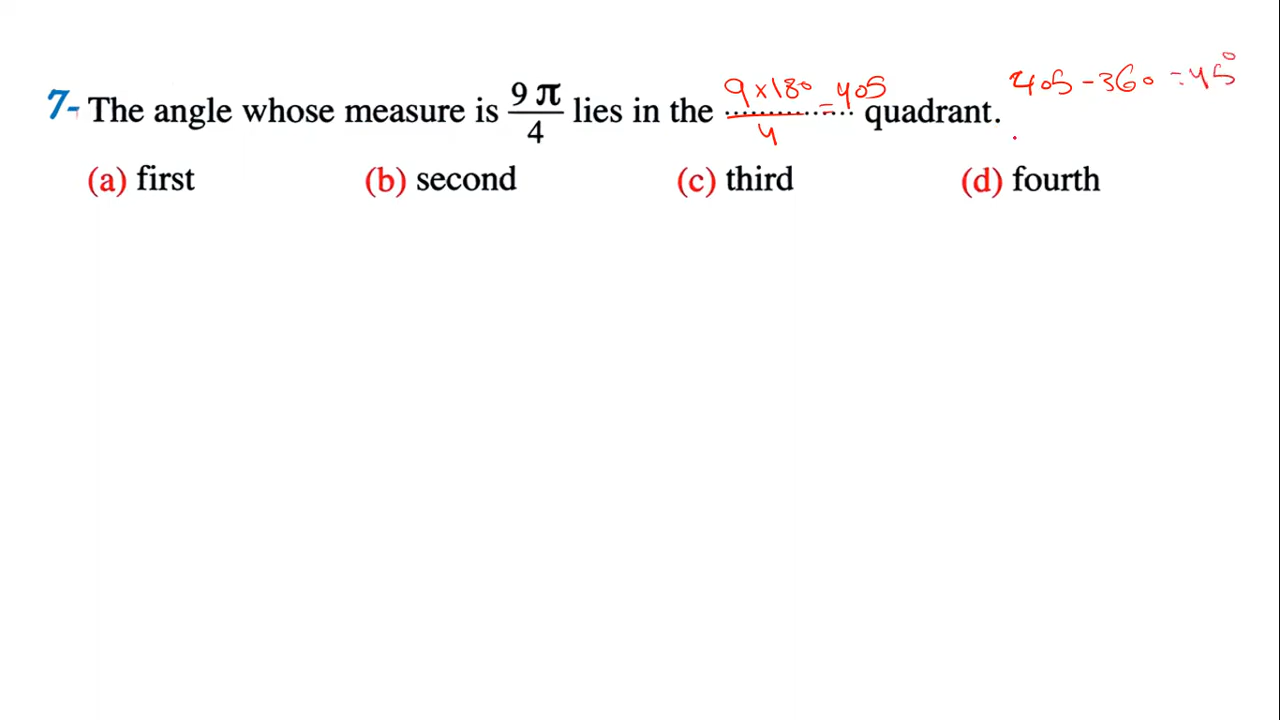 7- The angle whose measure is 9π/4 lies in the .................. quadrant.
9×180/4 = 405
405 - 360 = 45°
(a) first (b) second (c) third (d) fourth